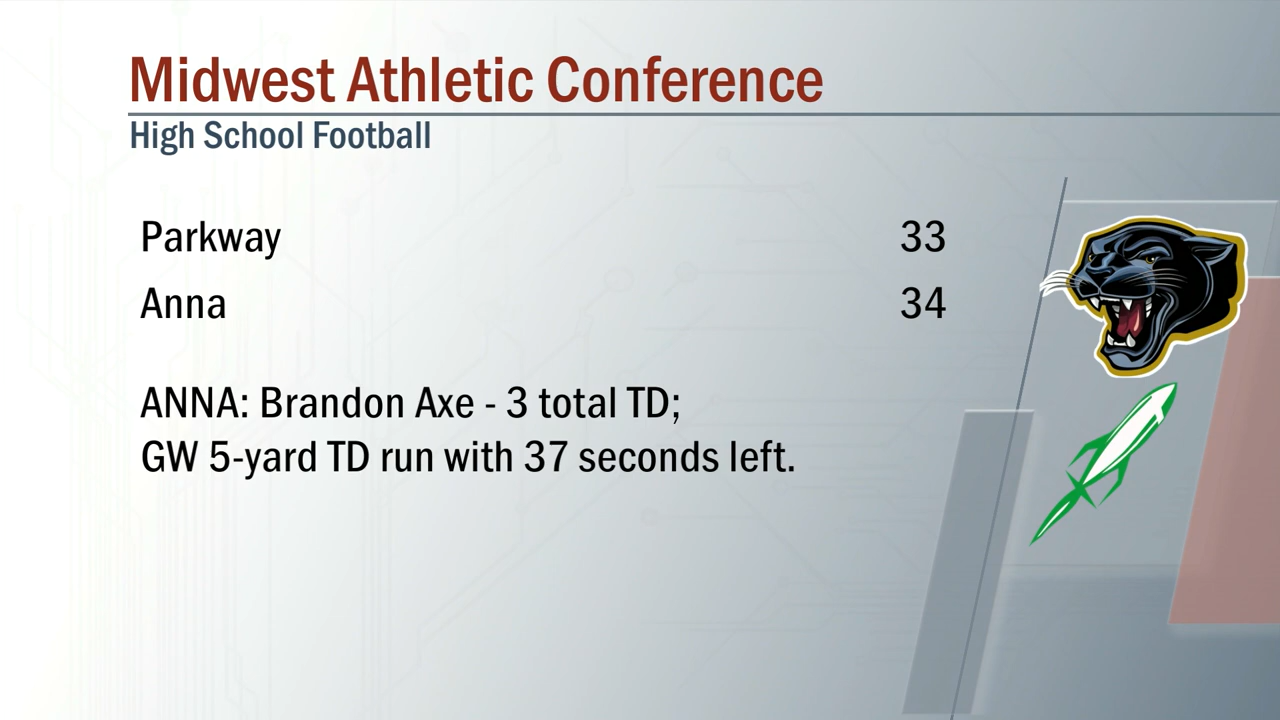 Midwest Athletic Conference
High School Football
Parkway 33
Anna 34
ANNA: Brandon Axe - 3 total TD;
GW 5-yard TD run with 37 seconds left.